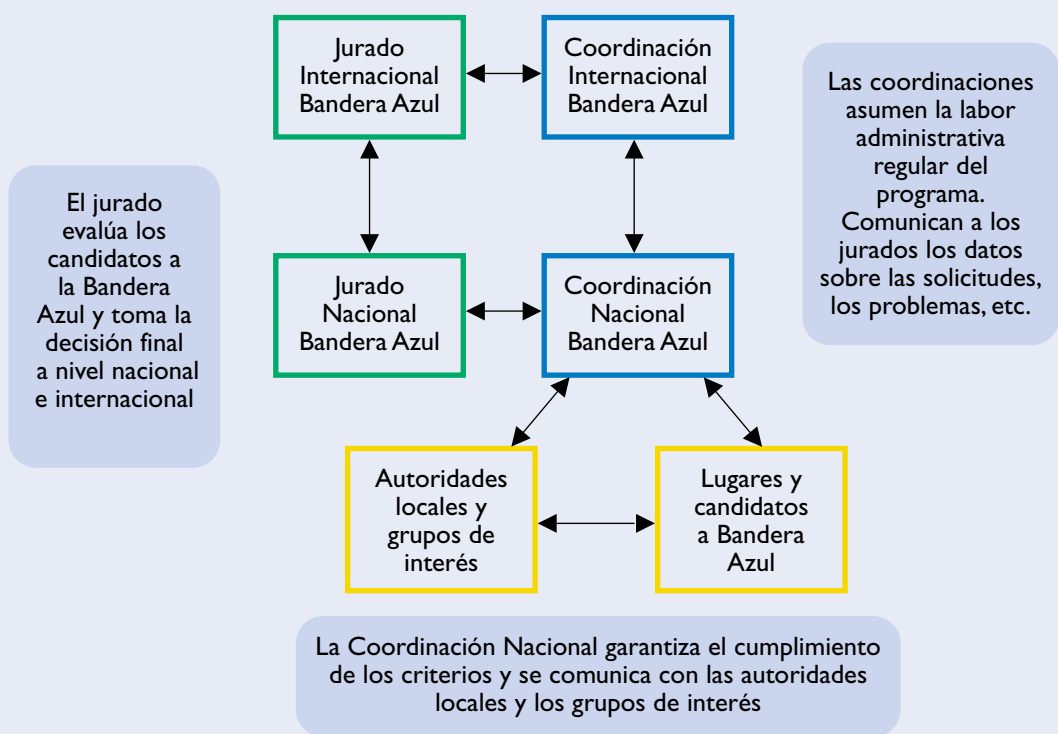 Jurado
Internacional
Bandera Azul
Coordinación
Internacional
Bandera Azul
Las coordinaciones
asumen la labor
administrativa
regular del
programa.
Comunican a los
jurados los datos
sobre las solicitudes,
los problemas, etc.
El jurado
evalúa los
candidatos a
la Bandera
Azul y toma la
decisión final
a nivel nacional
e internacional
Jurado
Nacional
Bandera Azul
Coordinación
Nacional
Bandera Azul
Autoridades
locales y
grupos de
interés
Lugares y
candidatos
a Bandera
Azul
La Coordinación Nacional garantiza el cumplimiento
de los criterios y se comunica con las autoridades
locales y los grupos de interés